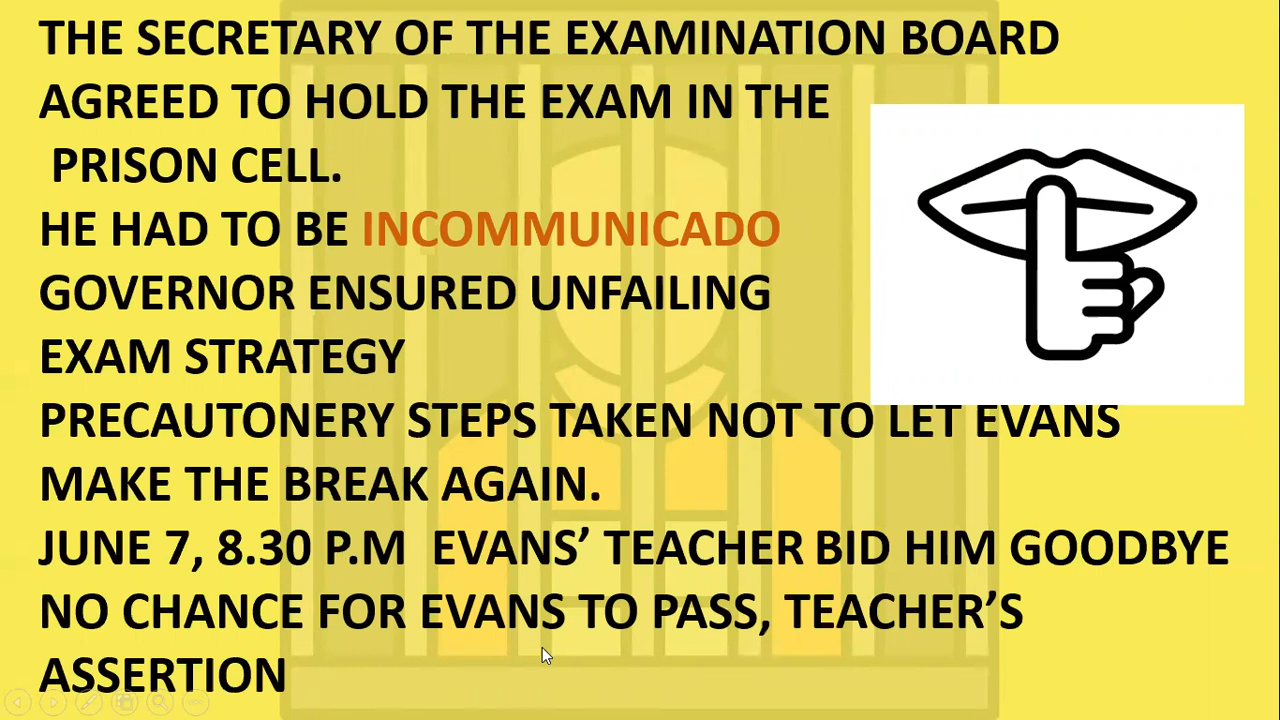 THE SECRETARY OF THE EXAMINATION BOARD
AGREED TO HOLD THE EXAM IN THE
PRISON CELL.
HE HAD TO BE INCOMMUNICADO
GOVERNOR ENSURED UNFAILING
EXAM STRATEGY
PRECAUTONERY STEPS TAKEN NOT TO LET EVANS
MAKE THE BREAK AGAIN.
JUNE 7, 8.30 P.M  EVANS’ TEACHER BID HIM GOODBYE
NO CHANCE FOR EVANS TO PASS, TEACHER’S
ASSERTION